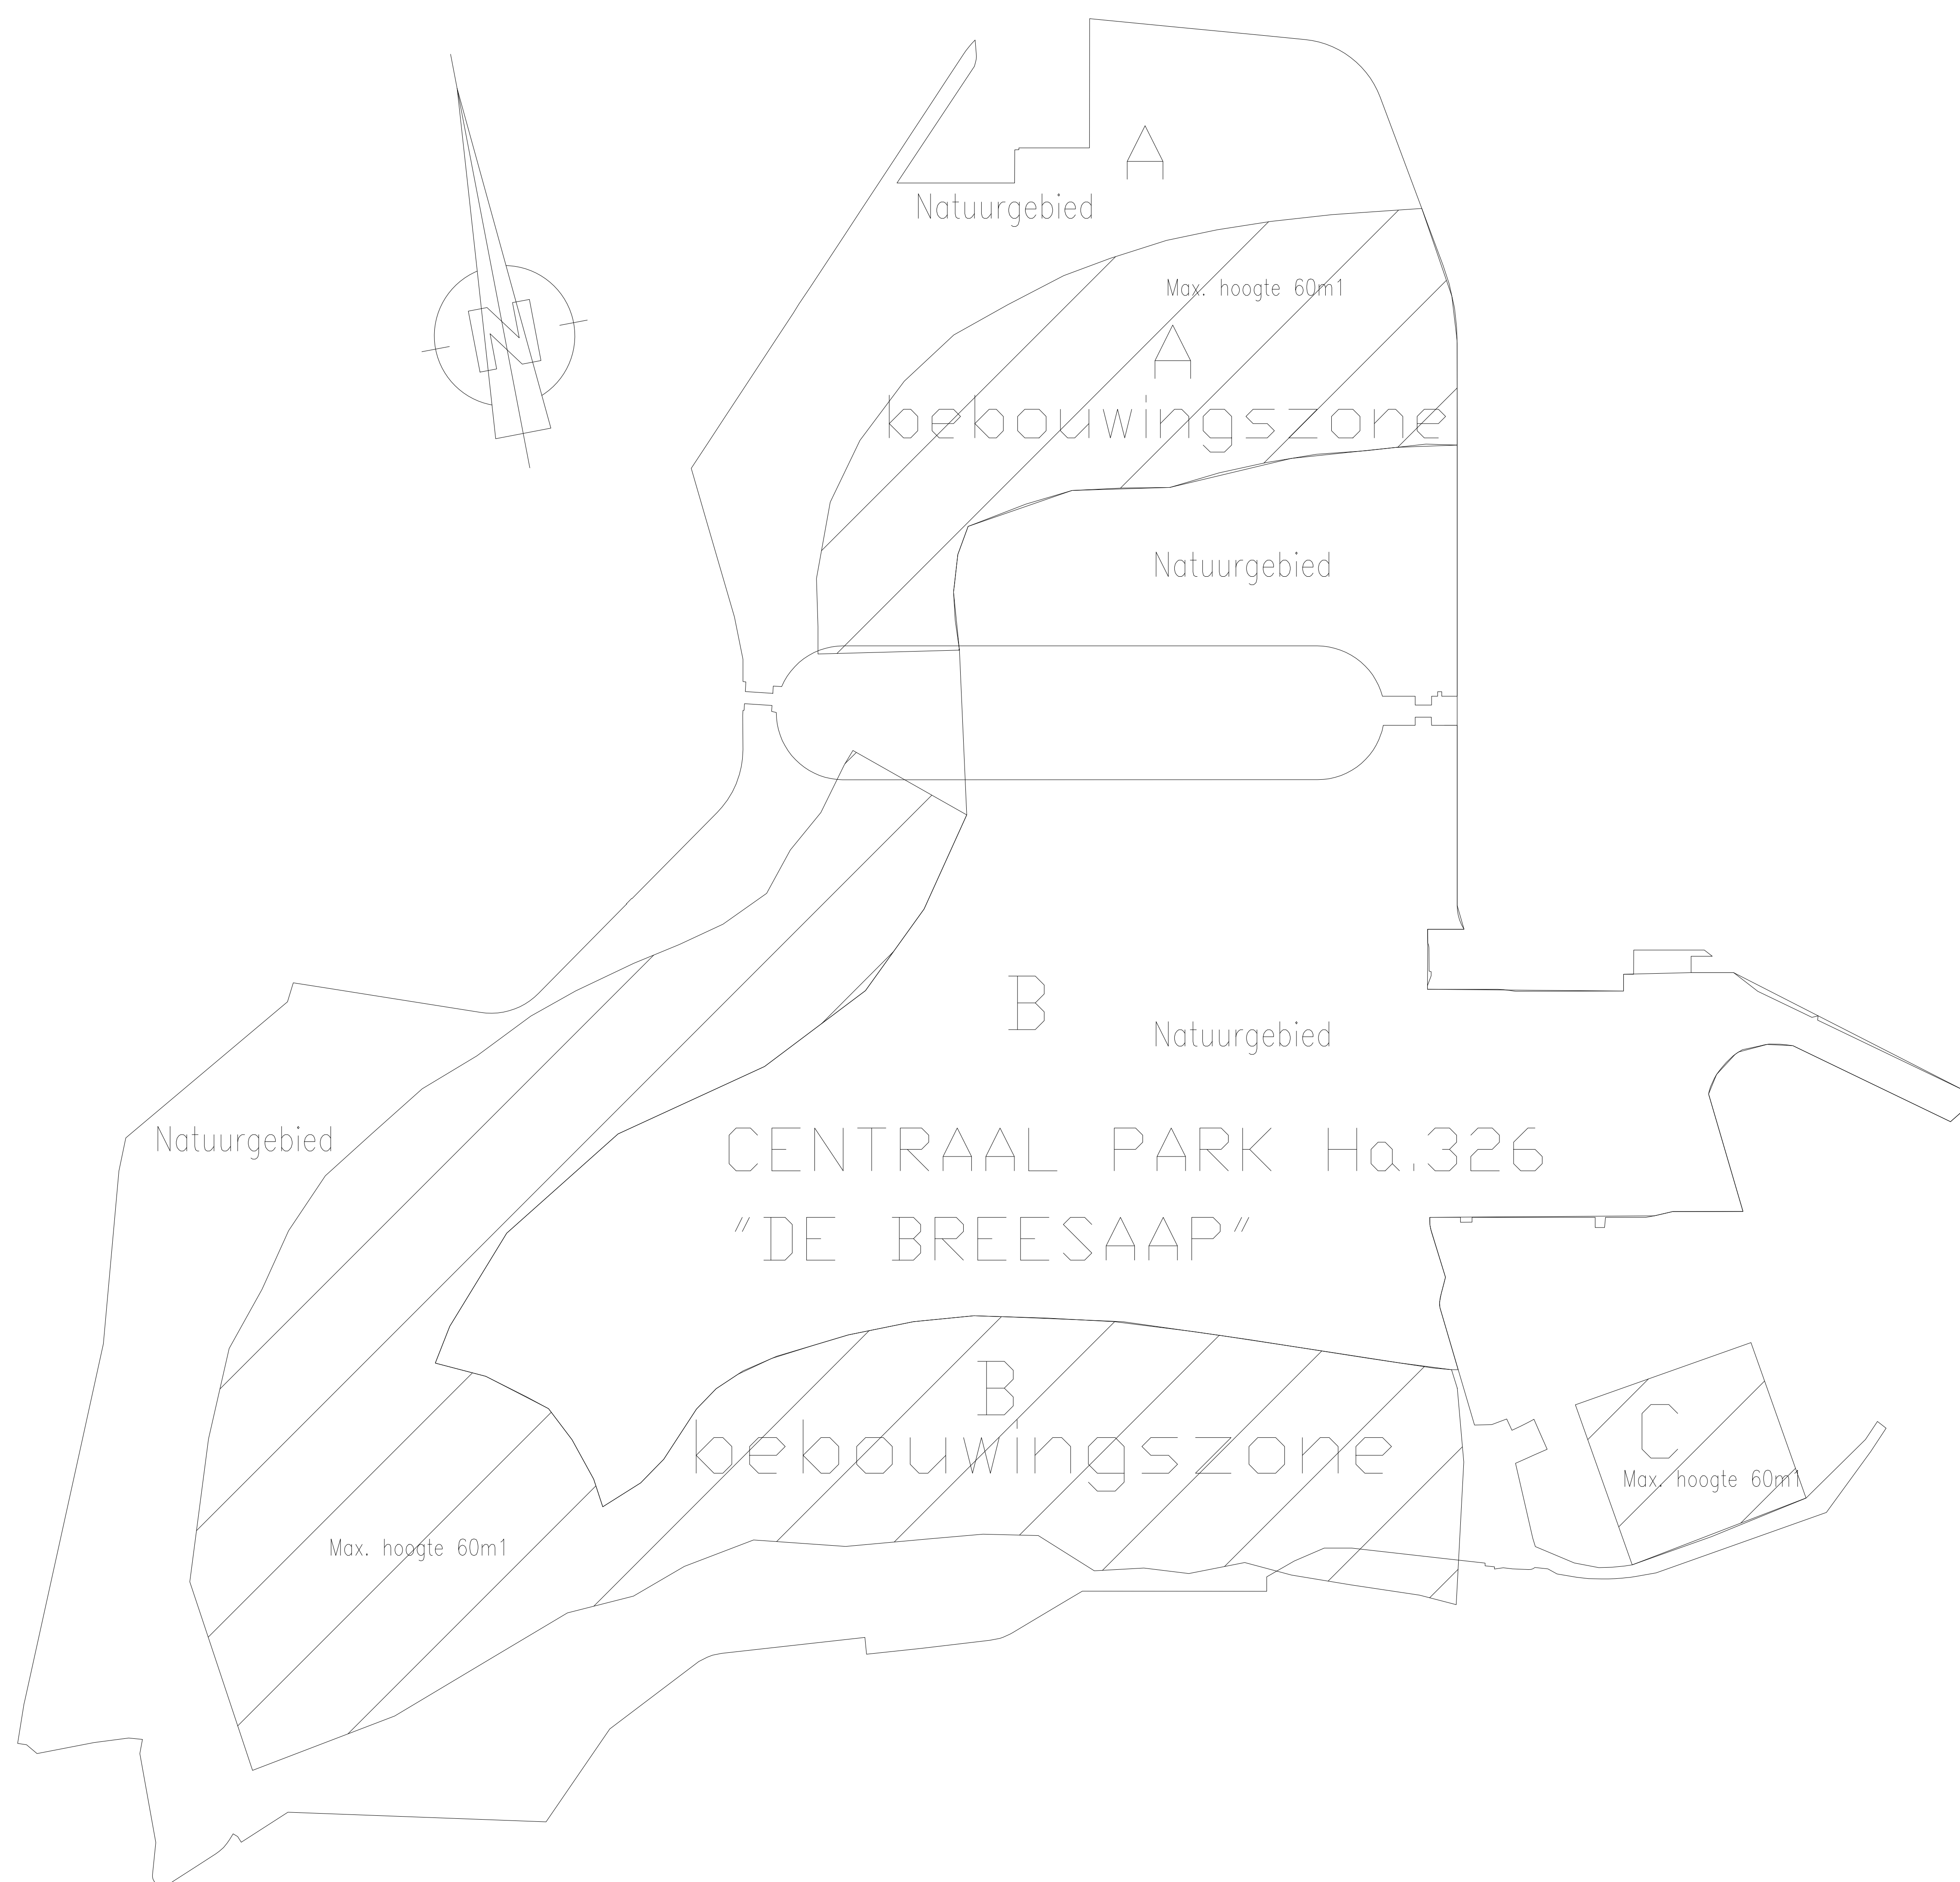 A
Natuurgebied
Max. hoogte 60m1
N
A
bebouwingszone
Natuurgebied
B
Natuurgebied
Natuurgebied
CENTRAAL PARK Ha.326
"DE BREESAAP"
B
bebouwingszone
C
Max. hoogte 60m1
Max. hoogte 60m1